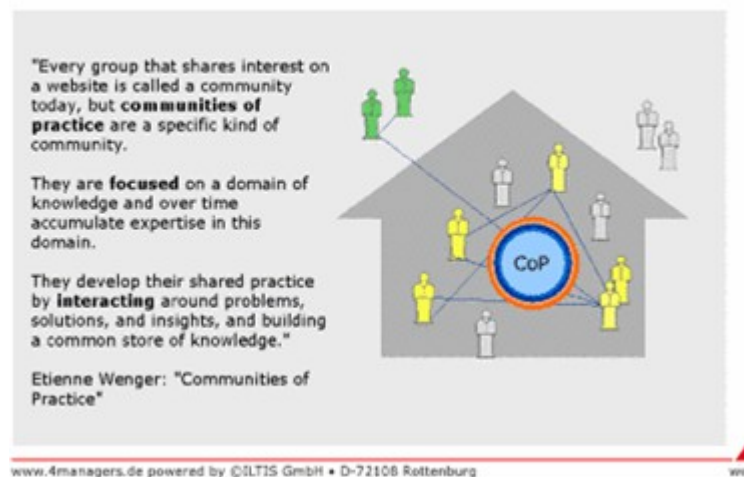 "Every group that shares interest on
a website is called a community
today, but communities of
practice are a specific kind of
community.
They are focused on a domain of
knowledge and over time
accumulate expertise in this
domain.
They develop their shared practice
by interacting around problems,
solutions, and insights, and building
a common store of knowledge."
Etienne Wenger: "Communities of
Practice"
CoP
www.4managers.de powered by ©ILTIS GmbH • D-72108 Rottenburg